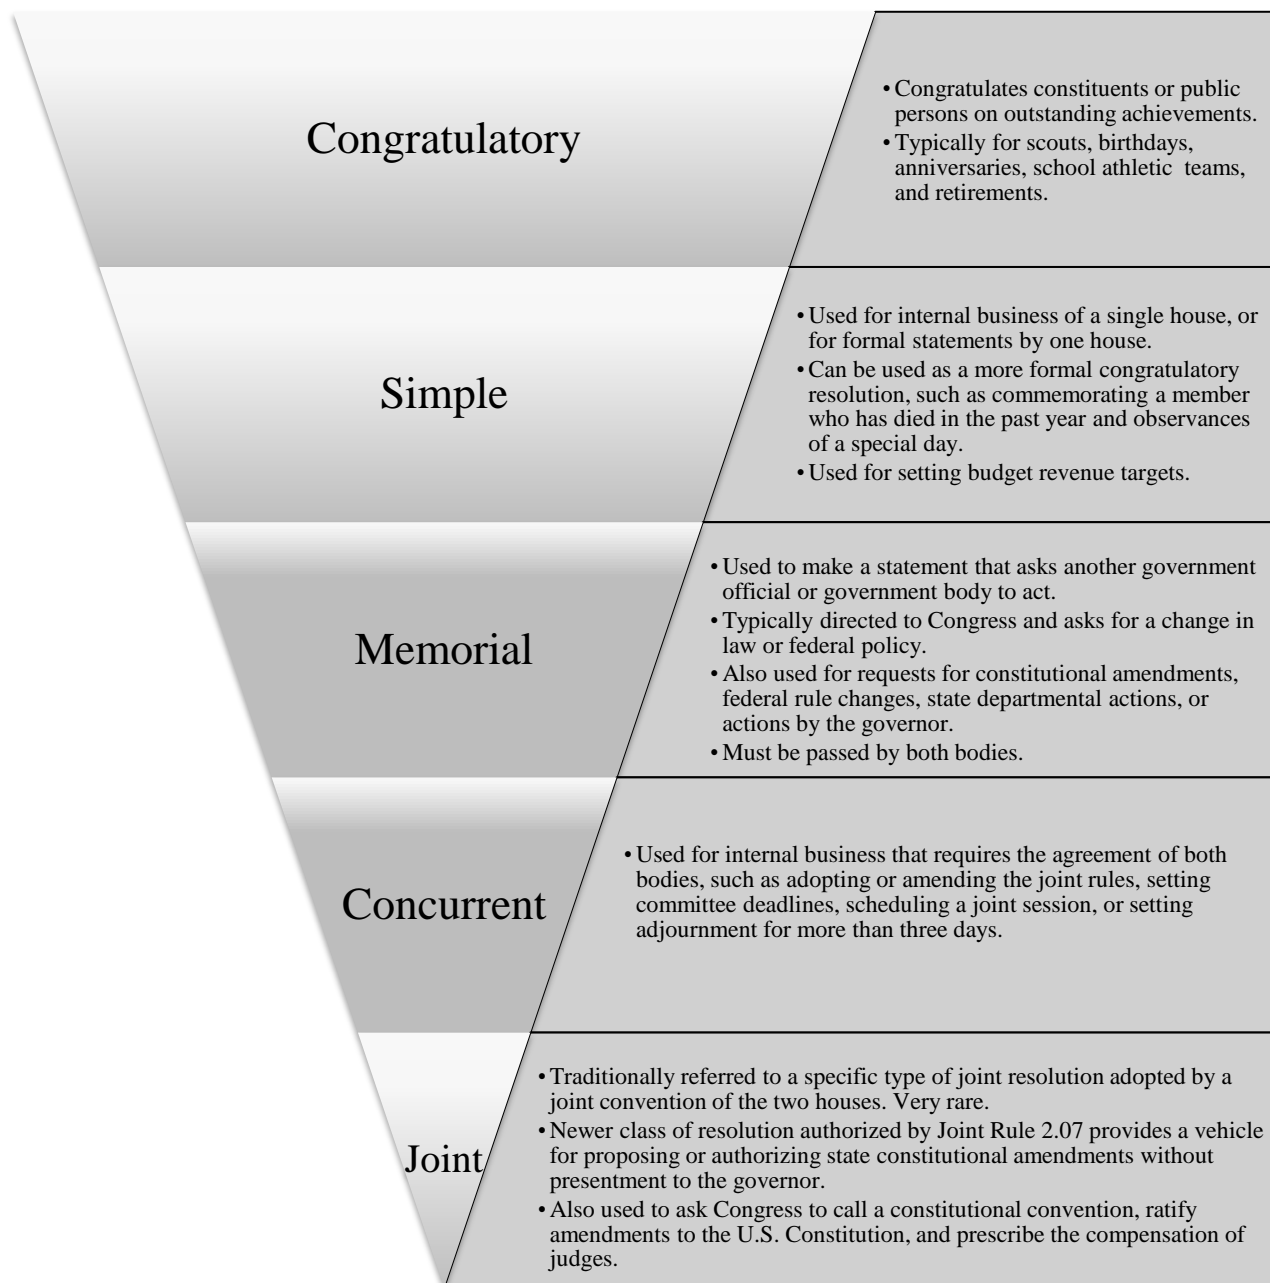 Congratulatory
• Congratulates constituents or public
persons on outstanding achievements.
• Typically for scouts, birthdays,
anniversaries, school athletic  teams,
and retirements.
Simple
• Used for internal business of a single house, or
for formal statements by one house.
• Can be used as a more formal congratulatory
resolution, such as commemorating a member
who has died in the past year and observances
of a special day.
• Used for setting budget revenue targets.
Memorial
• Used to make a statement that asks another government
official or government body to act.
• Typically directed to Congress and asks for a change in
law or federal policy.
• Also used for requests for constitutional amendments,
federal rule changes, state departmental actions, or
actions by the governor.
• Must be passed by both bodies.
Concurrent
• Used for internal business that requires the agreement of both
bodies, such as adopting or amending the joint rules, setting
committee deadlines, scheduling a joint session, or setting
adjournment for more than three days.
Joint
• Traditionally referred to a specific type of joint resolution adopted by a
joint convention of the two houses. Very rare.
• Newer class of resolution authorized by Joint Rule 2.07 provides a vehicle
for proposing or authorizing state constitutional amendments without
presentment to the governor.
• Also used to ask Congress to call a constitutional convention, ratify
amendments to the U.S. Constitution, and prescribe the compensation of
judges.